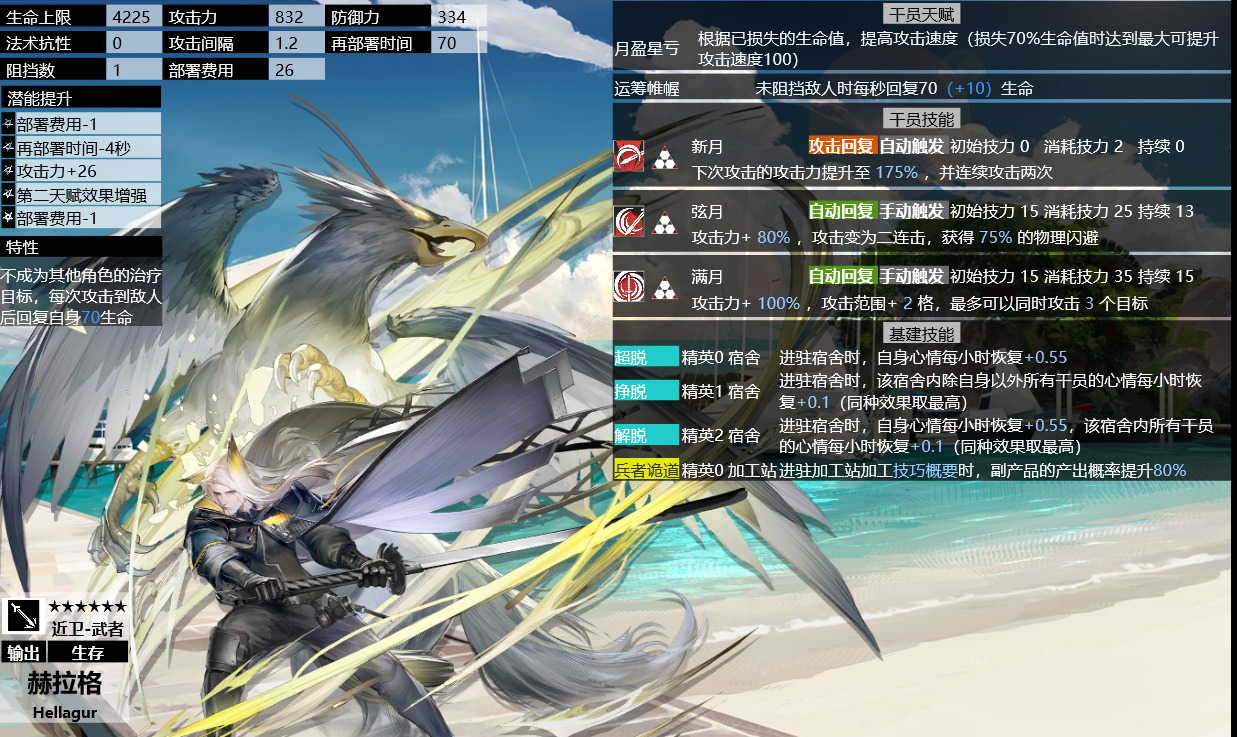 生命上限 4225 攻击力 832 防御力 334
法术抗性 0 攻击间隔 1.2 再部署时间 70
阻挡数 1 部署费用 26
潜能提升
部署费用-1
再部署时间-4秒
攻击力+26
第二天赋效果增强
部署费用-1
特性
不成为其他角色的治疗
目标，每次攻击到敌人
后回复自身70生命
★★★★★★
近卫-武者
输出 生存
赫拉格
Hellagur
干员天赋
月盈星亏 根据已损失的生命值，提高攻击速度（损失70%生命值时达到最大可提升
攻击速度100）
运筹帷幄 未阻挡敌人时每秒回复70（+10）生命
干员技能
新月 攻击回复 自动触发 初始技力 0 消耗技力 2 持续 0
下次攻击的攻击力提升至 175% ，并连续攻击两次
弦月 自动回复 手动触发 初始技力 15 消耗技力 25 持续 13
攻击力+ 80% ，攻击变为二连击，获得 75% 的物理闪避
满月 自动回复 手动触发 初始技力 15 消耗技力 35 持续 15
攻击力+ 100% ，攻击范围+ 2 格，最多可以同时攻击 3 个目标
基建技能
超脱 精英0 宿舍 进驻宿舍时，自身心情每小时恢复+0.55
挣脱 精英1 宿舍 进驻宿舍时，该宿舍内除自身以外所有干员的心情每小时恢
复+0.1（同种效果取最高）
解脱 精英2 宿舍 进驻宿舍时，自身心情每小时恢复+0.55，该宿舍内所有干员
的心情每小时恢复+0.1（同种效果取最高）
兵者诡道 精英0 加工站 进驻加工站加工技巧概要时，副产品的产出概率提升80%